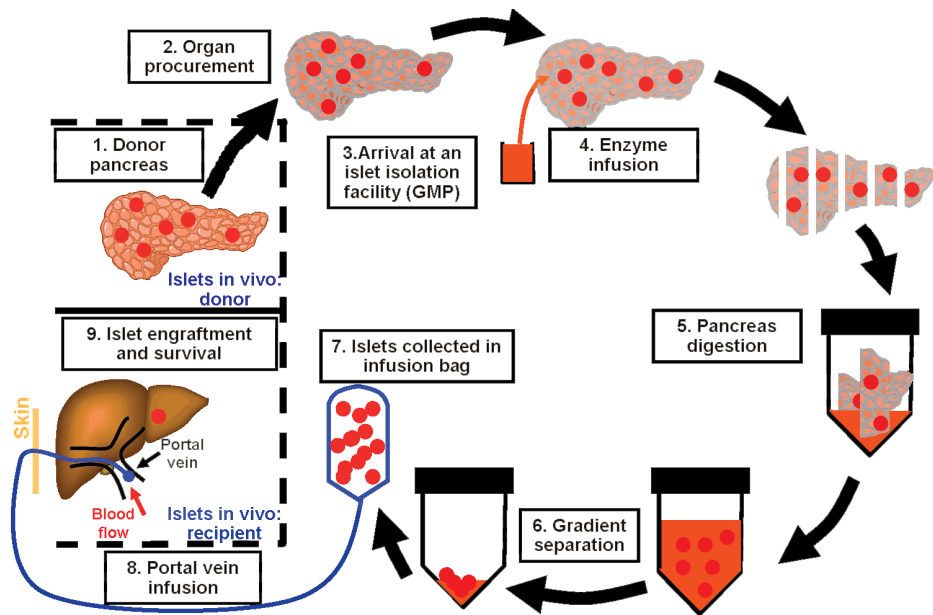 1. Donor
pancreas
2. Organ
procurement
3.Arrival at an
islet isolation
facility (GMP)
4. Enzyme
infusion
5. Pancreas
digestion
6. Gradient
separation
7. Islets collected in
infusion bag
8. Portal vein
infusion
9. Islet engraftment
and survival
Islets in vivo:
donor
Skin
Portal
vein
Blood
flow
Islets in vivo:
recipient